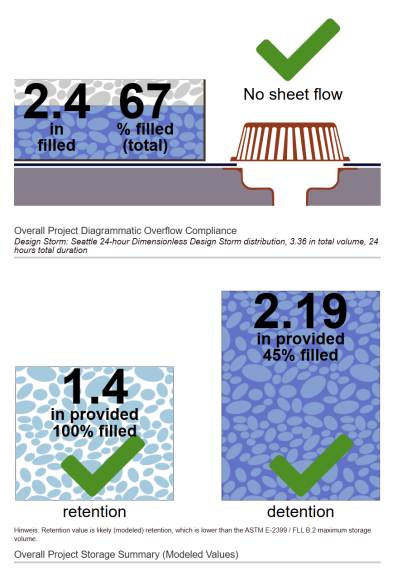 No sheet flow
2.4 67
in % filled
filled (total)
Overall Project Diagrammatic Overflow Compliance
Design Storm: Seattle 24-hour Dimensionless Design Storm distribution, 3.36 in total volume, 24
hours total duration
2.19
in provided
45% filled
1.4
in provided
100% filled
retention detention
Hinweis: Retention value is likely (modeled) retention, which is lower than the ASTM E-2399 / FLL B.2 maximum storage
volume.
Overall Project Storage Summary (Modeled Values)